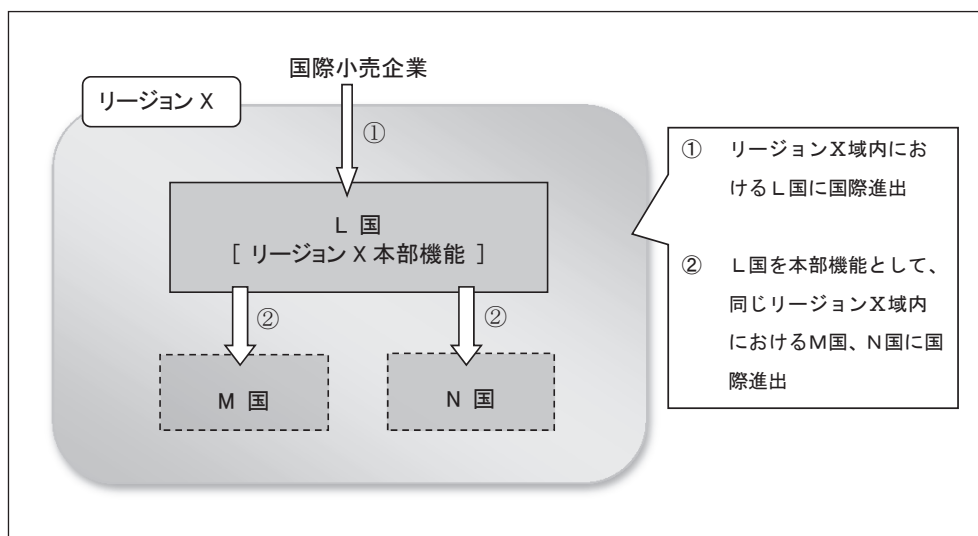 国際小売企業
リージョン X
①
L 国
[ リージョン X 本部機能 ]
②
②
M 国
N 国
① リージョンX域内にお
けるL国に国際進出
② L国を本部機能として、
同じリージョンX域内
におけるM国、N国に国
際進出